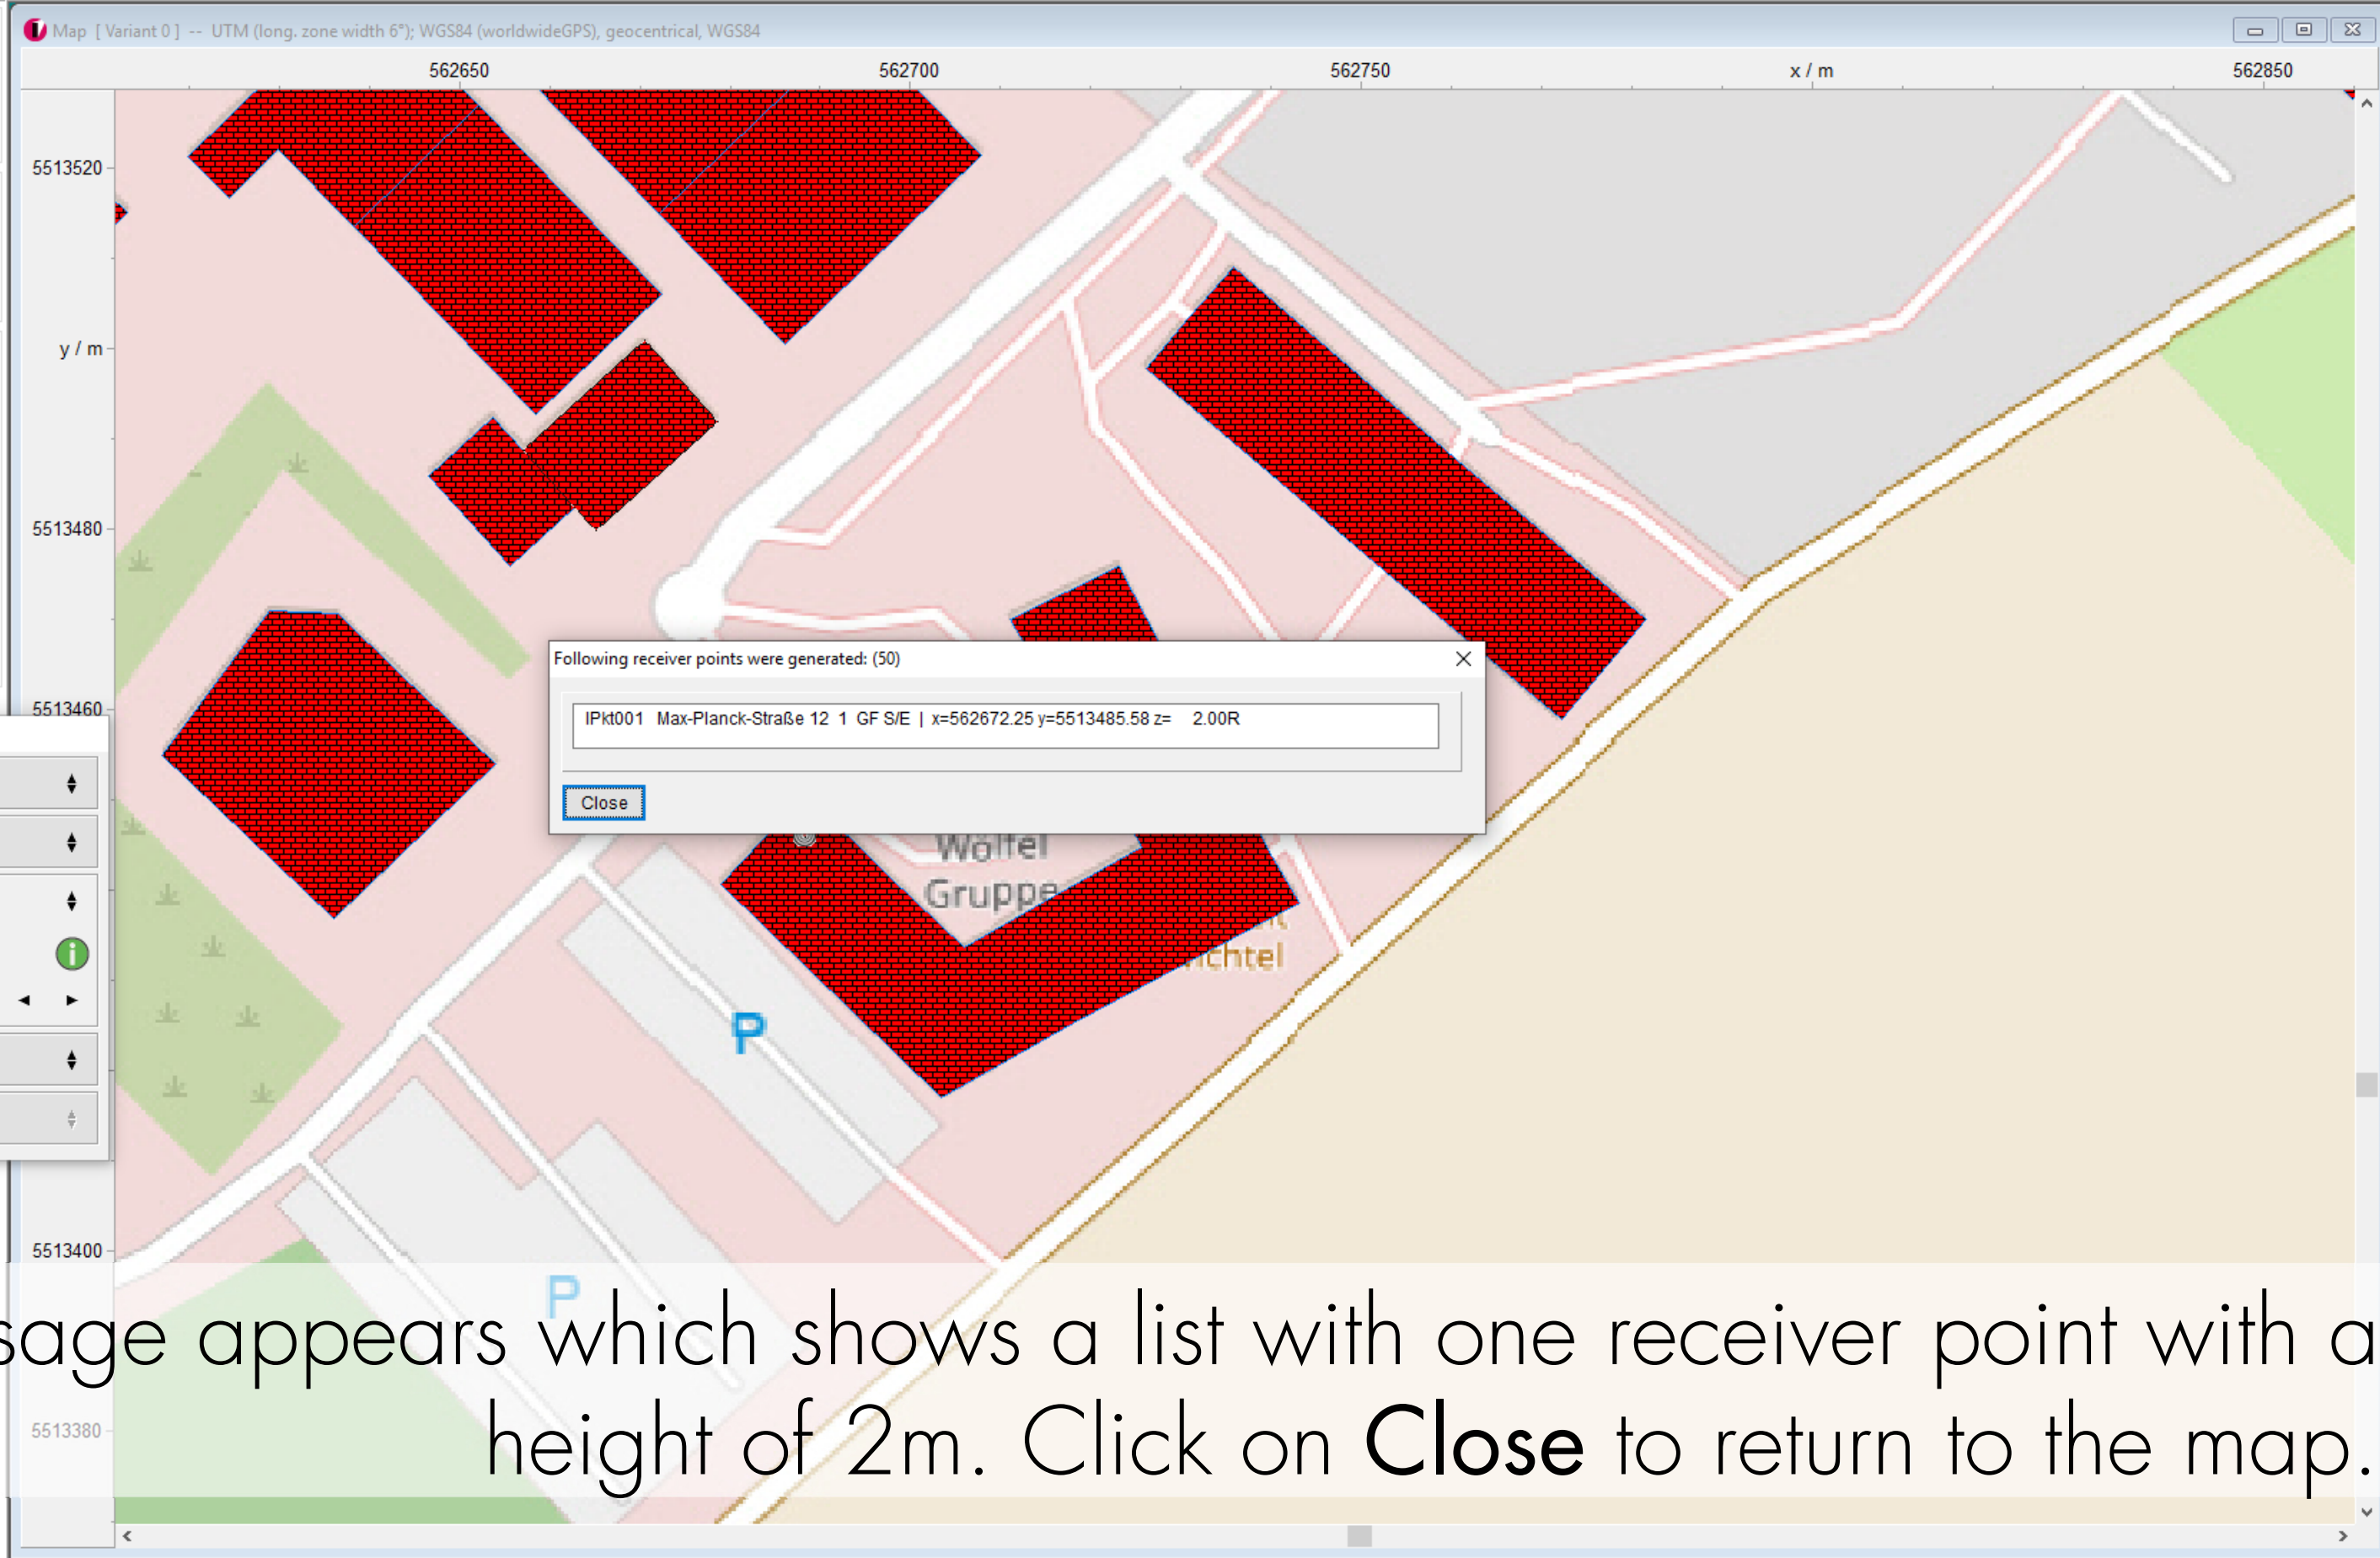 Map [ Variant 0 ] -- UTM (long. zone width 6°); WGS84 (worldwideGPS), geocentrical, WGS84
562650 562700 562750 x / m 562850
5513520
y / m
5513480
5513460
Following receiver points were generated: (50)
IPkt001 Max-Planck-Straße 12 1 GF S/E | x=562672.25 y=5513485.58 z= 2.00R
Close
Wölfel
Gruppe
P
5513400
P
appears which shows a list with one receiver point with a
5513380
height of 2m. Click on Close to return to the map.